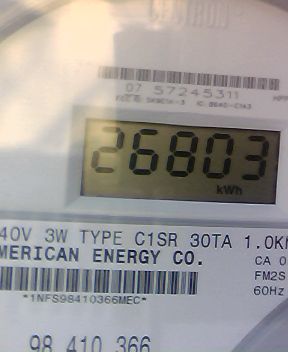 CENTRON
07 57245311
26803
kWh
40V 3W TYPE C1SR 30TA 1.0K
MERICAN ENERGY CO.
CA 0
FM2S
60Hz
*1NFS98410366MEC*
98 410 366